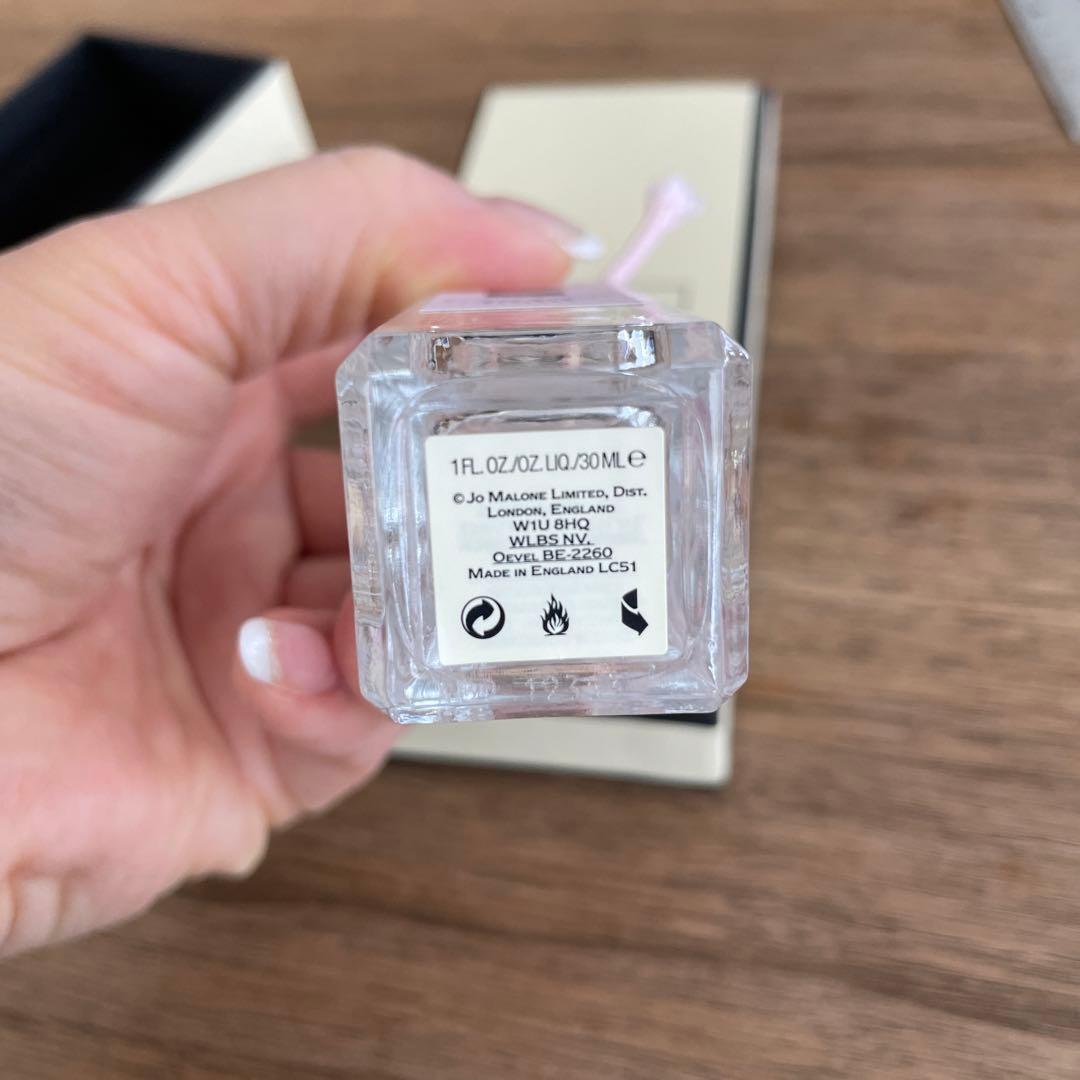 1 FL. OZ./OZ. LIQ./30 ML ℮
© JO MALONE LIMITED, DIST.
LONDON, ENGLAND
W1U 8HQ
WLBS NV.
OEVEL BE-2260
MADE IN ENGLAND LC51